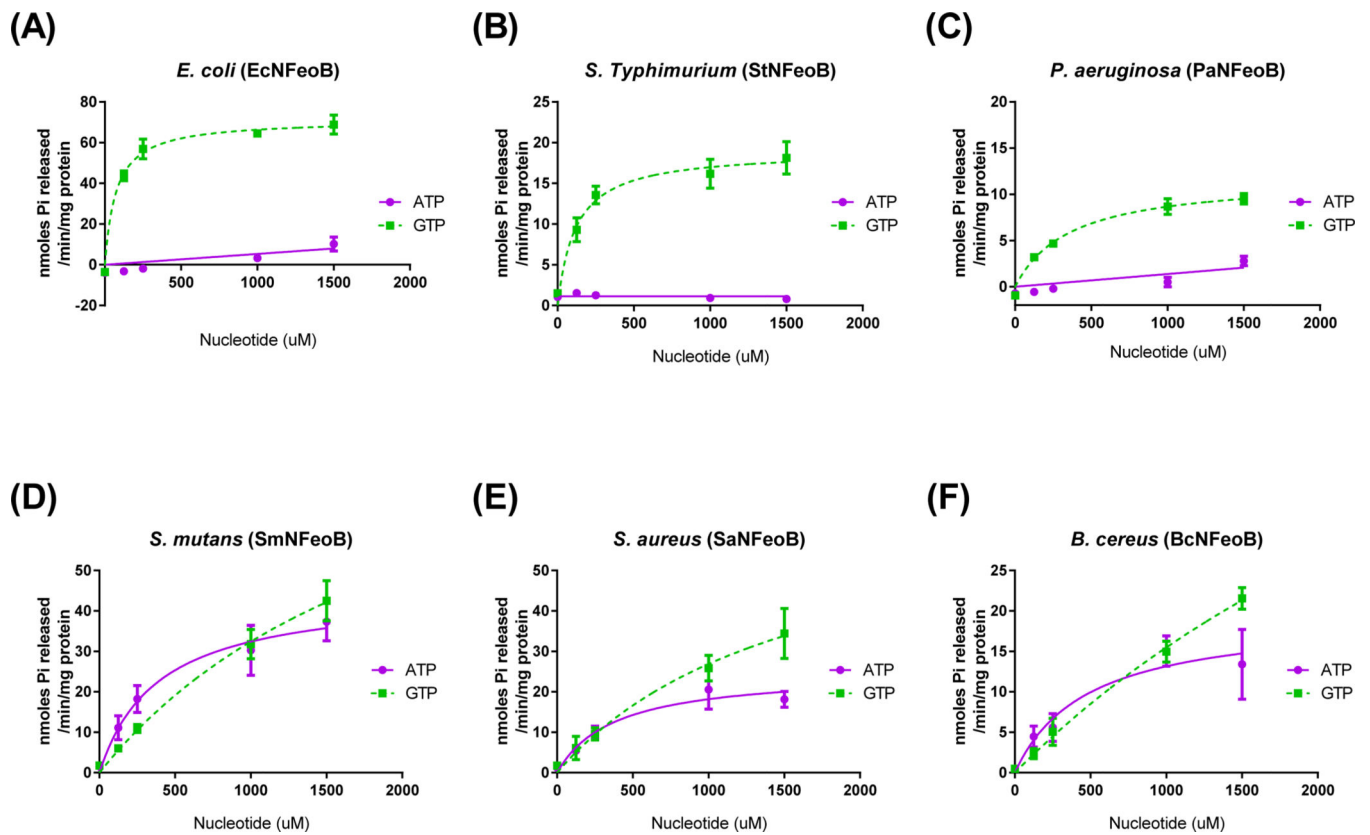 (A)
E. coli (EcNFeoB)
nmoles Pi released
/min/mg protein
80
60
40
20
0
-20
500
1000
1500
2000
Nucleotide (uM)
ATP
GTP
(B)
S. Typhimurium (StNFeoB)
nmoles Pi released
/min/mg protein
25
20
15
10
5
0
0
500
1000
1500
2000
Nucleotide (uM)
ATP
GTP
(C)
P. aeruginosa (PaNFeoB)
nmoles Pi released
/min/mg protein
20
15
10
5
0
0
500
1000
1500
2000
Nucleotide (uM)
ATP
GTP
(D)
S. mutans (SmNFeoB)
nmoles Pi released
/min/mg protein
50
40
30
20
10
0
0
500
1000
1500
2000
Nucleotide (uM)
ATP
GTP
(E)
S. aureus (SaNFeoB)
nmoles Pi released
/min/mg protein
50
40
30
20
10
0
0
500
1000
1500
2000
Nucleotide (uM)
ATP
GTP
(F)
B. cereus (BcNFeoB)
nmoles Pi released
/min/mg protein
25
20
15
10
5
0
0
500
1000
1500
2000
Nucleotide (uM)
ATP
GTP